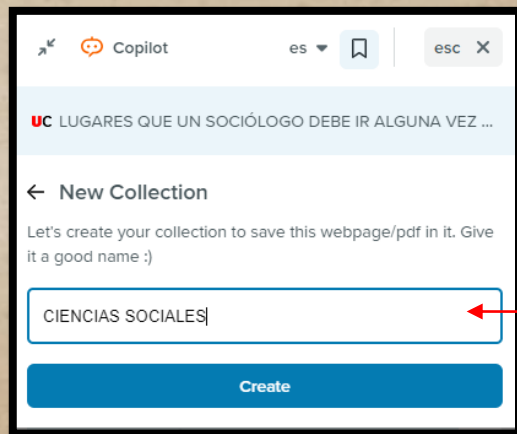 Copilot es esc X
UC LUGARES QUE UN SOCIÓLOGO DEBE IR ALGUNA VEZ ...
New Collection
Let's create your collection to save this webpage/pdf in it. Give
it a good name :)
CIENCIAS SOCIALES
Create